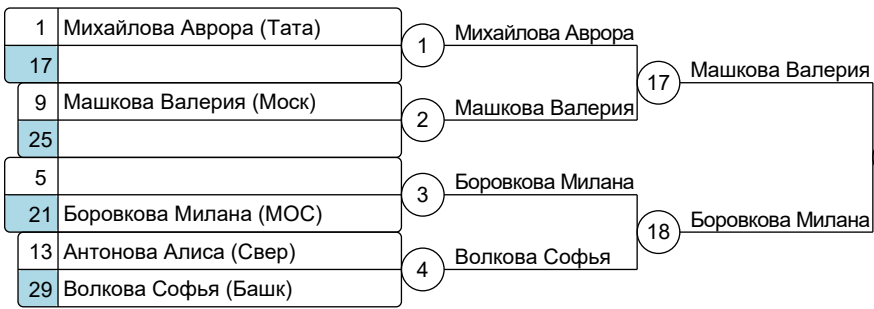 1 Михайлова Аврора (Тата)
17
9 Машкова Валерия (Моск)
25
5
21 Боровкова Милана (МОС)
13 Антонова Алиса (Свер)
29 Волкова Софья (Башк)
1 Михайлова Аврора
2 Машкова Валерия
3 Боровкова Милана
4 Волкова Софья
17 Машкова Валерия
18 Боровкова Милана